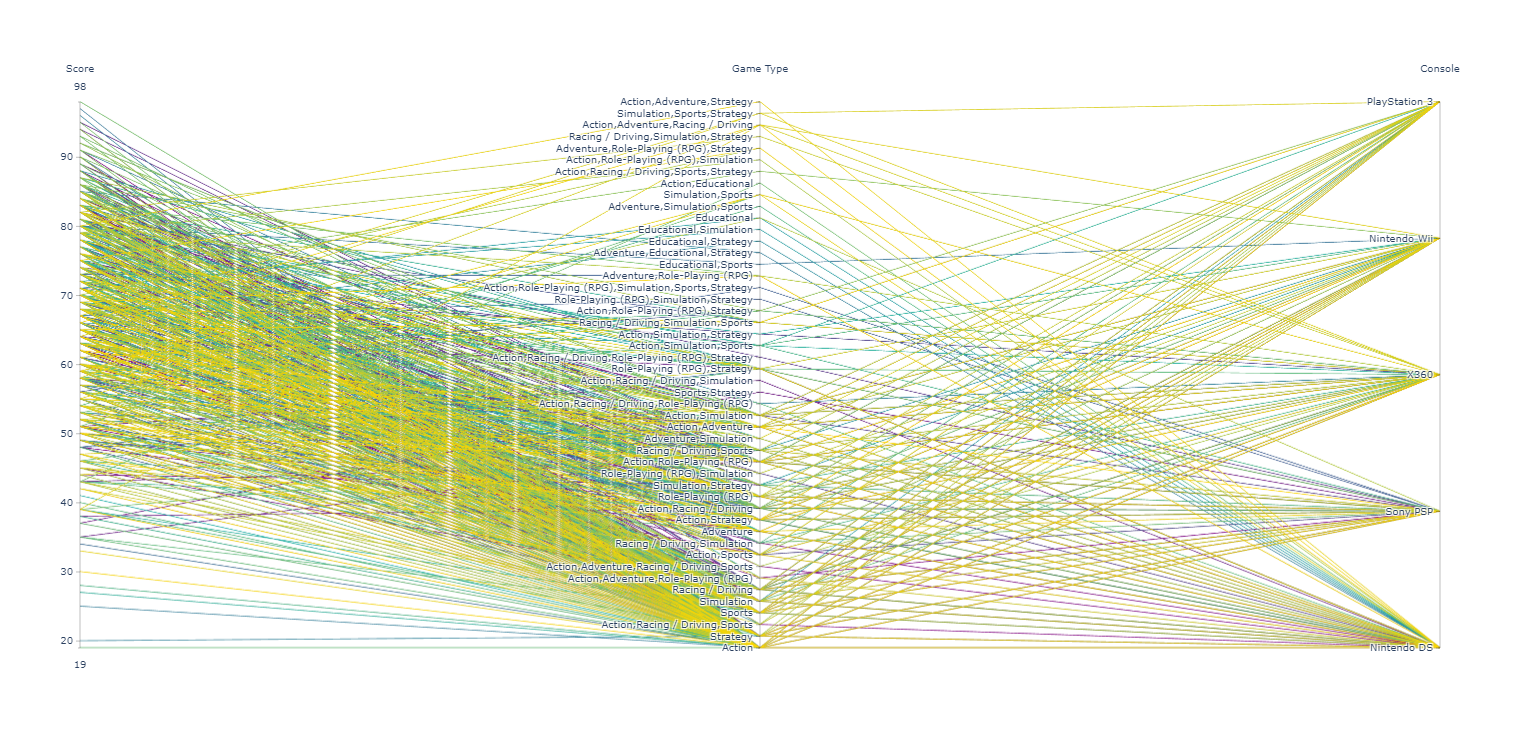 Score
Game Type
Console
98
90
80
70
60
50
40
30
20
19
Action,Adventure,Strategy
Simulation,Sports,Strategy
Action,Adventure,Racing / Driving
Racing / Driving,Simulation,Strategy
Adventure,Role-Playing (RPG),Strategy
Action,Role-Playing (RPG),Simulation
Action,Racing / Driving,Sports,Strategy
Action,Educational
Simulation,Sports
Adventure,Simulation,Sports
Educational
Educational,Simulation
Educational,Strategy
Adventure,Educational,Strategy
Educational,Sports
Adventure,Role-Playing (RPG)
Action,Role-Playing (RPG),Simulation,Sports,Strategy
Role-Playing (RPG),Simulation,Strategy
Action,Role-Playing (RPG),Strategy
Racing / Driving,Simulation,Sports
Action,Simulation,Strategy
Action,Simulation,Sports
Action,Racing / Driving,Role-Playing (RPG),Strategy
Role-Playing (RPG),Strategy
Action,Racing / Driving,Simulation
Sports,Strategy
Action,Racing / Driving,Role-Playing (RPG)
Action,Simulation
Action,Adventure
Adventure,Simulation
Racing / Driving,Sports
Action,Role-Playing (RPG)
Role-Playing (RPG),Simulation
Simulation,Strategy
Role-Playing (RPG)
Action,Racing / Driving
Action,Strategy
Adventure
Racing / Driving,Simulation
Action,Sports
Action,Adventure,Racing / Driving,Sports
Action,Adventure,Role-Playing (RPG)
Racing / Driving
Simulation
Sports
Action,Racing / Driving,Sports
Strategy
Action
PlayStation 3
Nintendo Wii
X360
Sony PSP
Nintendo DS